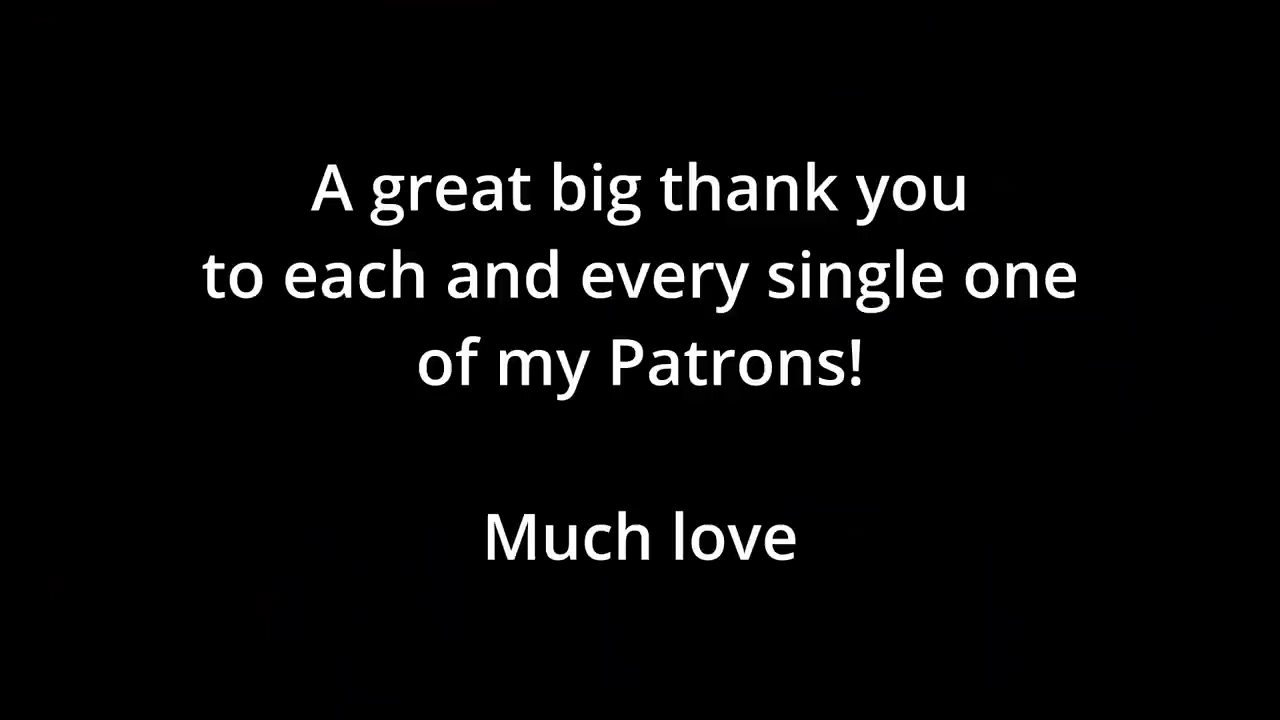 A great big thank you
to each and every single one
of my Patrons!
Much love